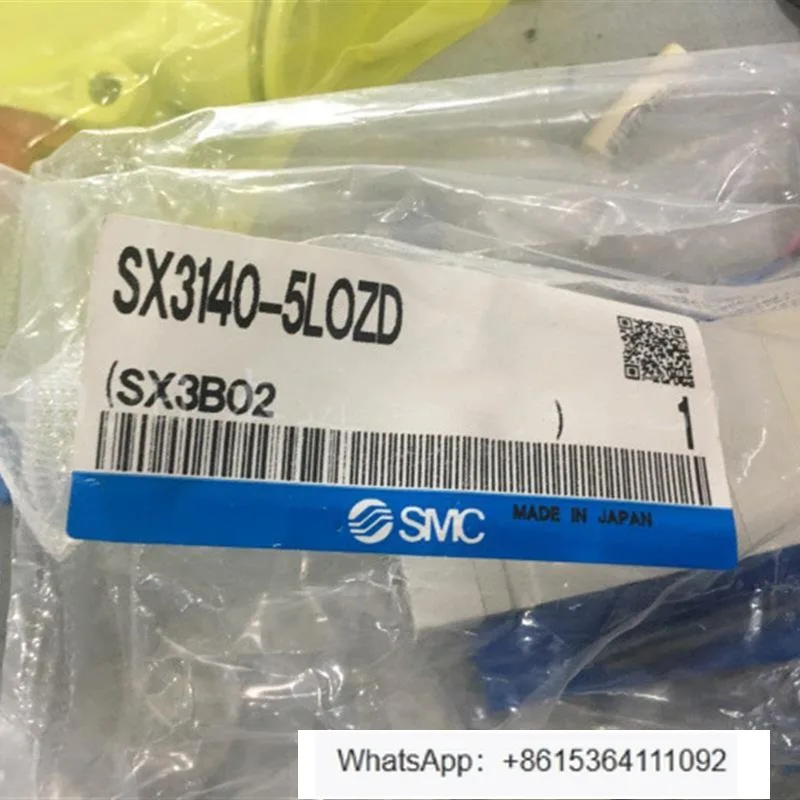 SX3140-5LOZD
(SX3B02 )
1
SMC MADE IN JAPAN
WhatsApp: +8615364111092